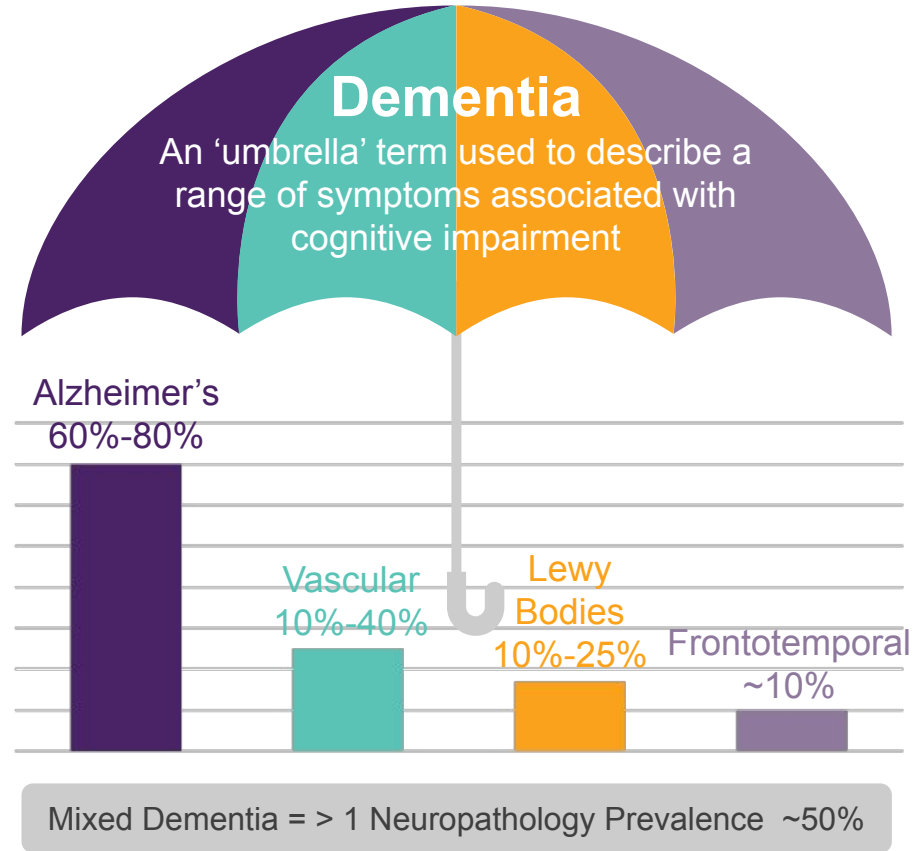 Dementia
An ‘umbrella’ term used to describe a
range of symptoms associated with
cognitive impairment
Alzheimer’s
60%-80%
Vascular
10%-40%
Lewy
Bodies
10%-25%
Frontotemporal
~10%
Mixed Dementia = > 1 Neuropathology Prevalence ~50%